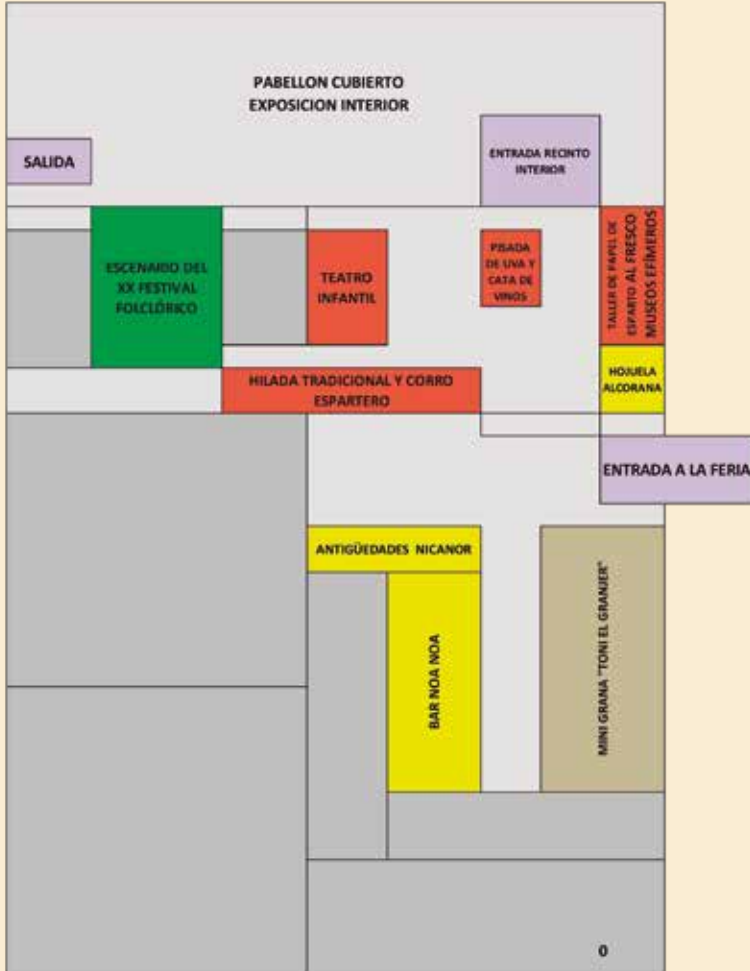 PABELLON CUBIERTO
EXPOSICION INTERIOR
SALIDA
ENTRADA RECINTO
INTERIOR
ESCENARIO DEL
XX FESTIVAL
FOLCLÓRICO
TEATRO
INFANTIL
PISADA
DE UVA Y
CATA DE
VINOS
TALLER DE PAPEL DE
ESPARTO AL FRESCO
MUSEOS EFÍMEROS
HILADA TRADICIONAL Y CORRO
ESPARTERO
HOJUELA
ALCORANA
ENTRADA A LA FERIA
ANTIGÜEDADES NICANOR
BAR NOA NOA
MINI GRANA "TONI EL GRANJER"
0